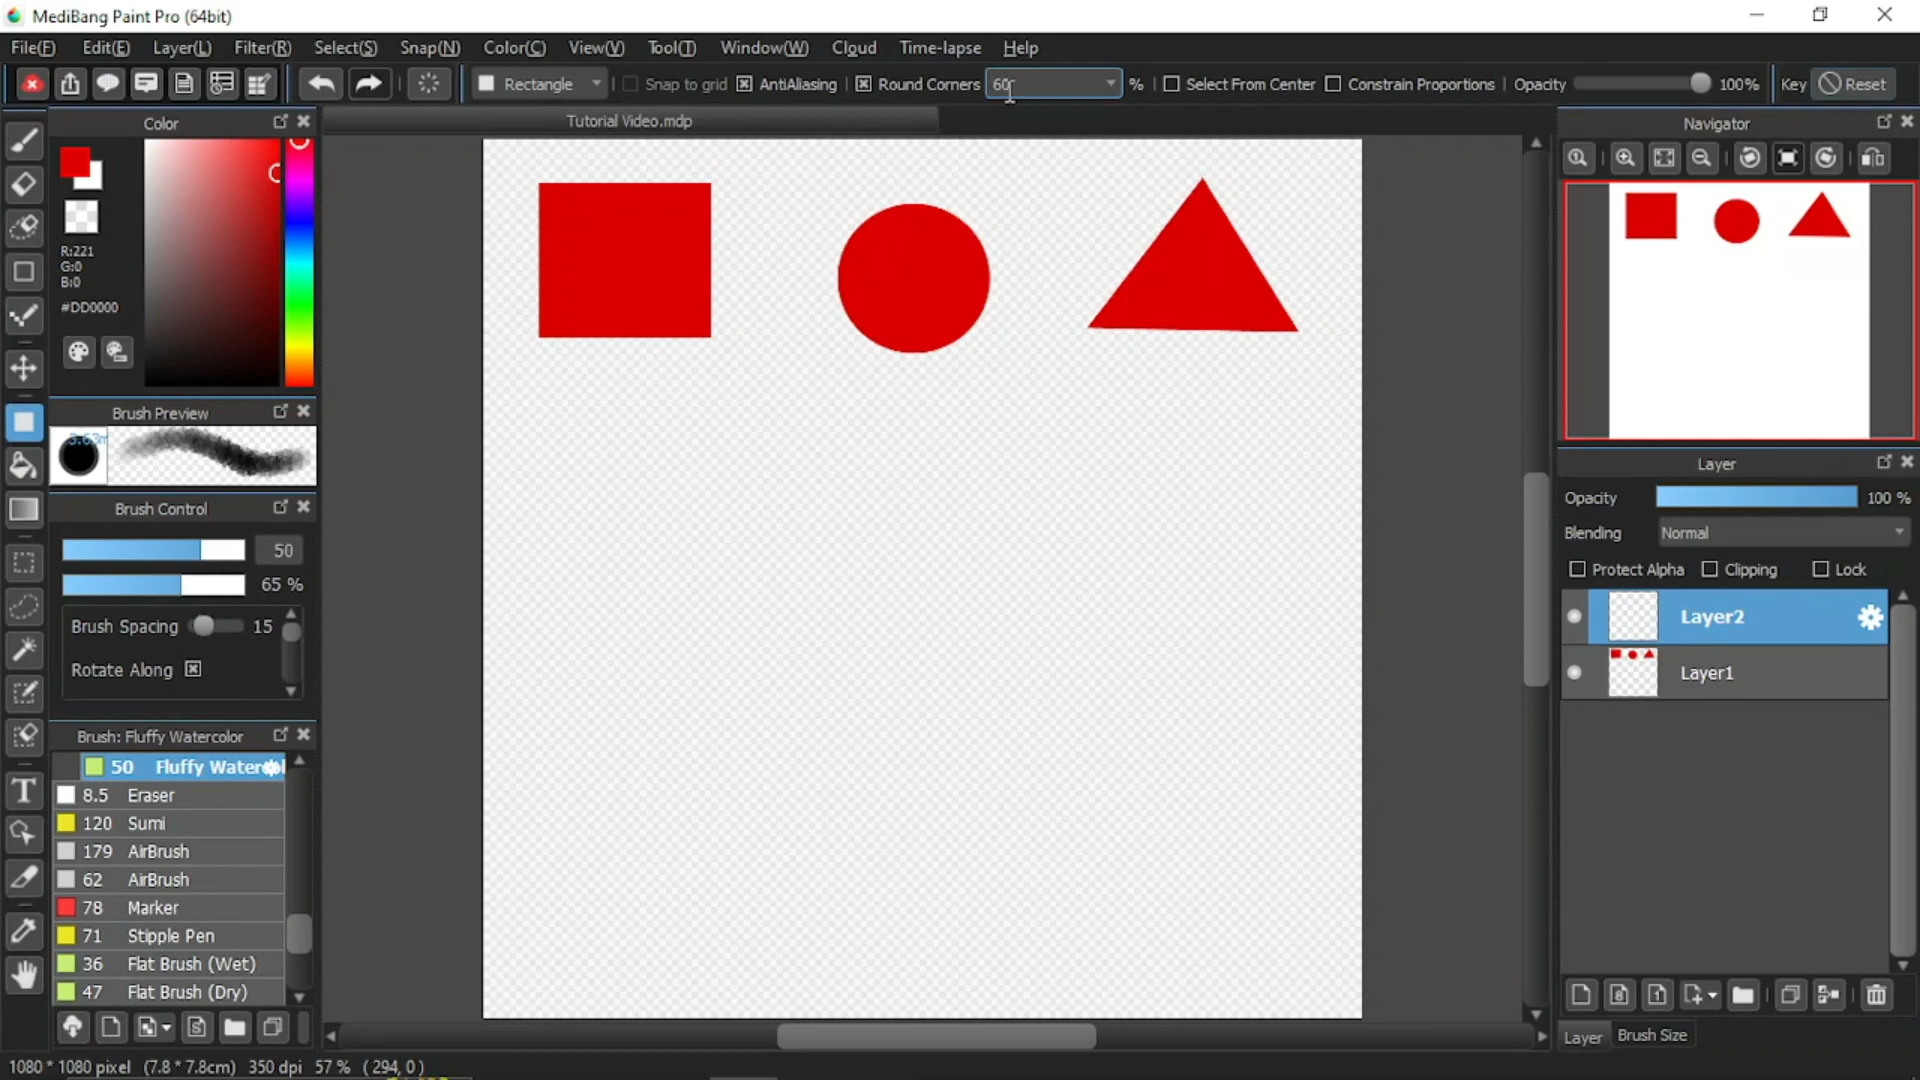 MediBang Paint Pro (64bit)
File(F) Edit(E) Layer(L) Filter(R) Select(S) Snap(N) Color(C) View(V) Tool(T) Window(W) Cloud Time-lapse Help
Rectangle Snap to grid AntiAliasing Round Corners 60 % Select From Center Constrain Proportions Opacity 100% Key Reset
Color
Tutorial Video.mdp
Navigator
R:221
G:0
B:0
#DD0000
Brush Preview
Layer
Opacity 100 %
Brush Control
Blending Normal
50
Protect Alpha Clipping Lock
65 %
Layer2
Brush Spacing 15
Rotate Along
Layer1
Brush: Fluffy Watercolor
50 Fluffy Watercol
8.5 Eraser
120 Sumi
179 AirBrush
62 AirBrush
78 Marker
71 Stipple Pen
36 Flat Brush (Wet)
47 Flat Brush (Dry)
Layer Brush Size
1080 * 1080 pixel (7.8 * 7.8cm) 350 dpi 57 % ( 294, 0 )